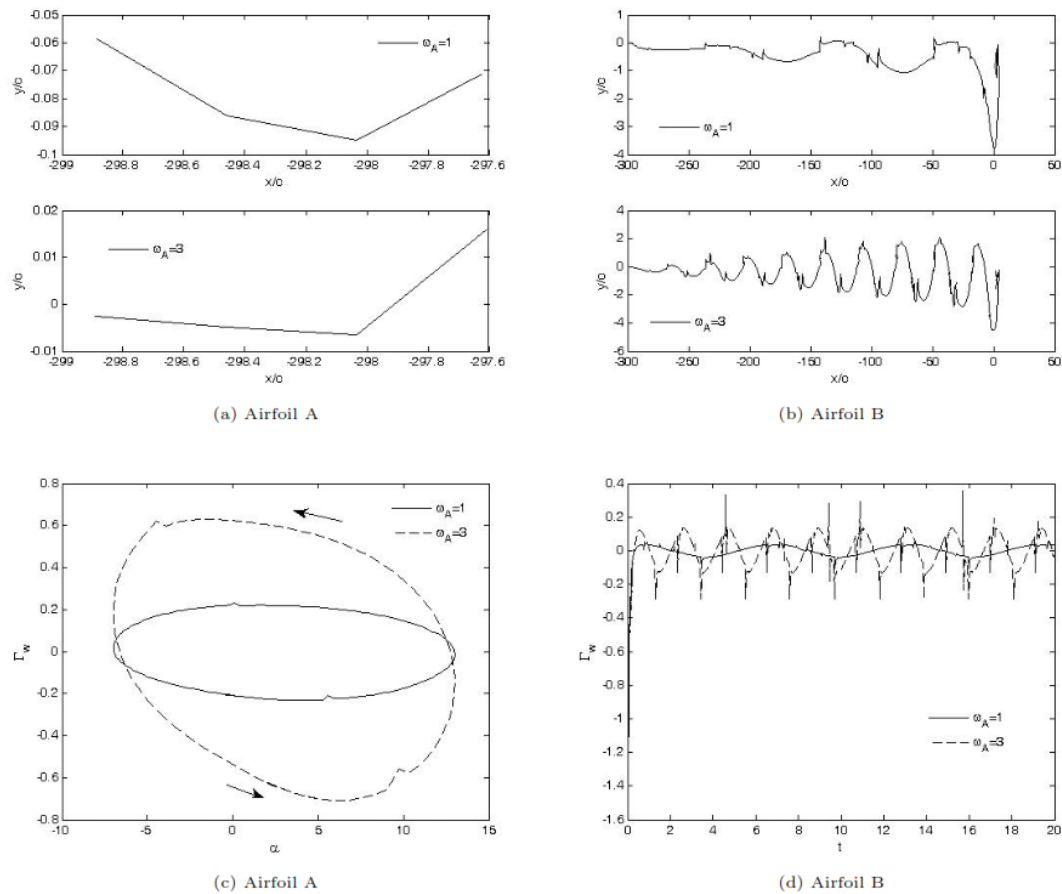 -0.05
-0.06
-0.07
-0.08
-0.09
-0.1
y/c
ω_A=1
-299 -298.8 -298.6 -298.4 -298.2 -298 -297.8 -297.6
x/c
0.02
0.01
0
-0.01
y/c
ω_A=3
-299 -298.8 -298.6 -298.4 -298.2 -298 -297.8 -297.6
x/c
(a) Airfoil A
1
0
-1
-2
-3
4
y/c
ω_A=1
-300 -250 -200 -150 -100 -50 0 50
x/c
4
2
0
-2
-4
-6
y/c
ω_A=3
-300 -250 -200 -150 -100 -50 0 50
x/c
(b) Airfoil B
0.8
0.6
0.4
0.2
0
-0.2
-0.4
-0.6
-0.8
Γ_w
ω_A=1
ω_A=3
-10 -5 0 5 10 15
α
(c) Airfoil A
0.4
0.2
0
-0.2
-0.4
-0.6
-0.8
-1
-1.2
-1.4
-1.6
Γ_w
ω_A=1
ω_A=3
0 2 4 6 8 10 12 14 16 18 20
t
(d) Airfoil B